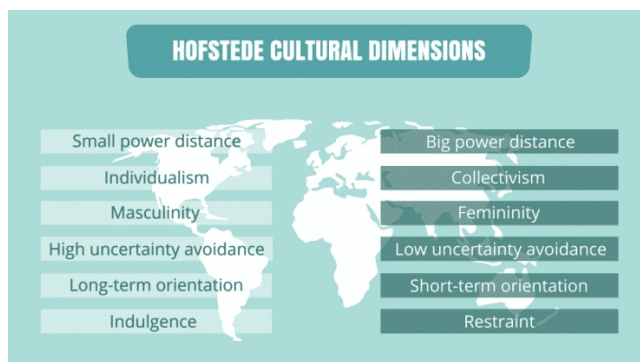 HOFSTEDE CULTURAL DIMENSIONS
Small power distance
Big power distance
Individualism
Collectivism
Masculinity
Femininity
High uncertainty avoidance
Low uncertainty avoidance
Long-term orientation
Short-term orientation
Indulgence
Restraint